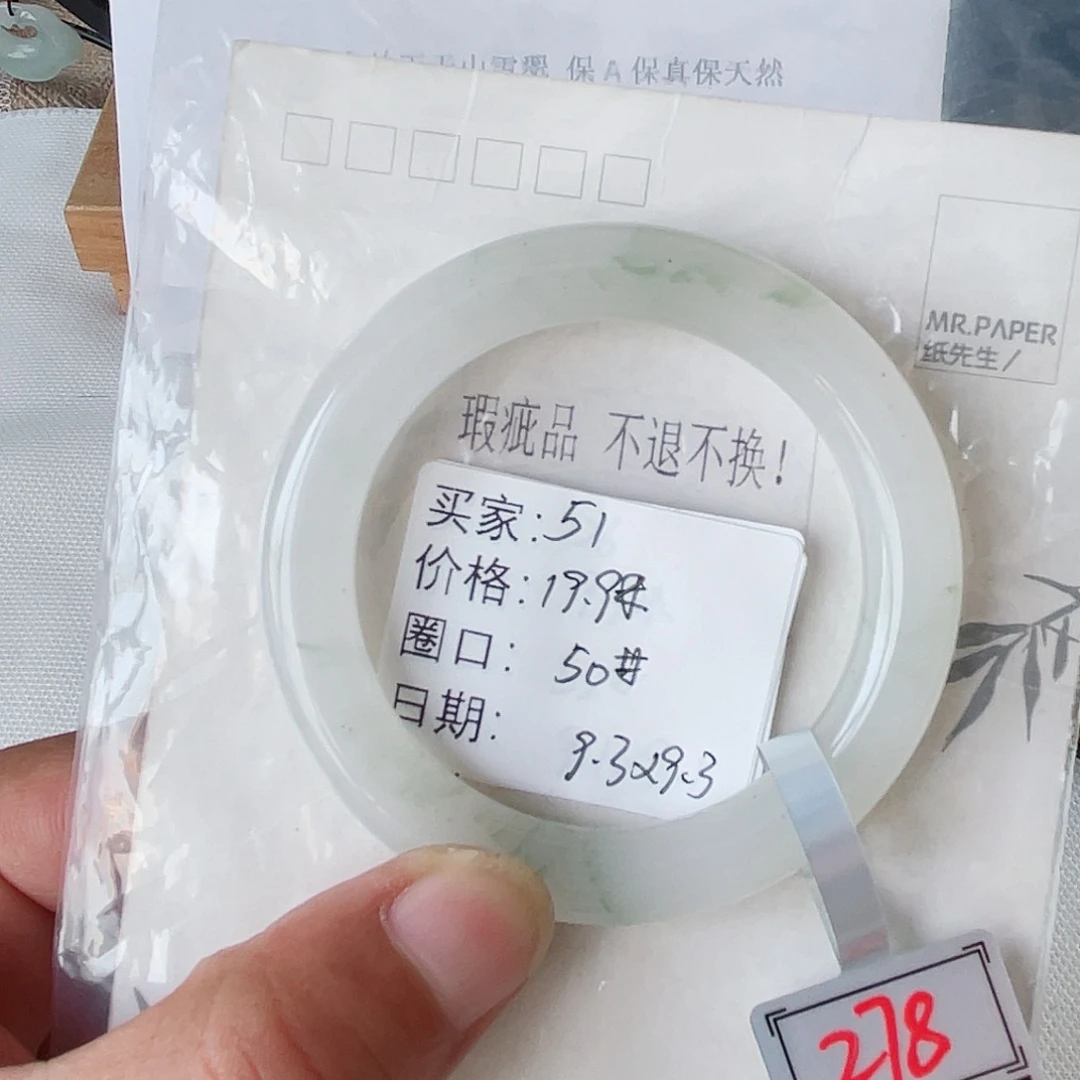 保A保真保天然
MR.PAPER
纸先生/
瑕疵品 不退不换!
买家:51
价格:19.9#
圈口: 50#
日期:
9.3x9.3
278